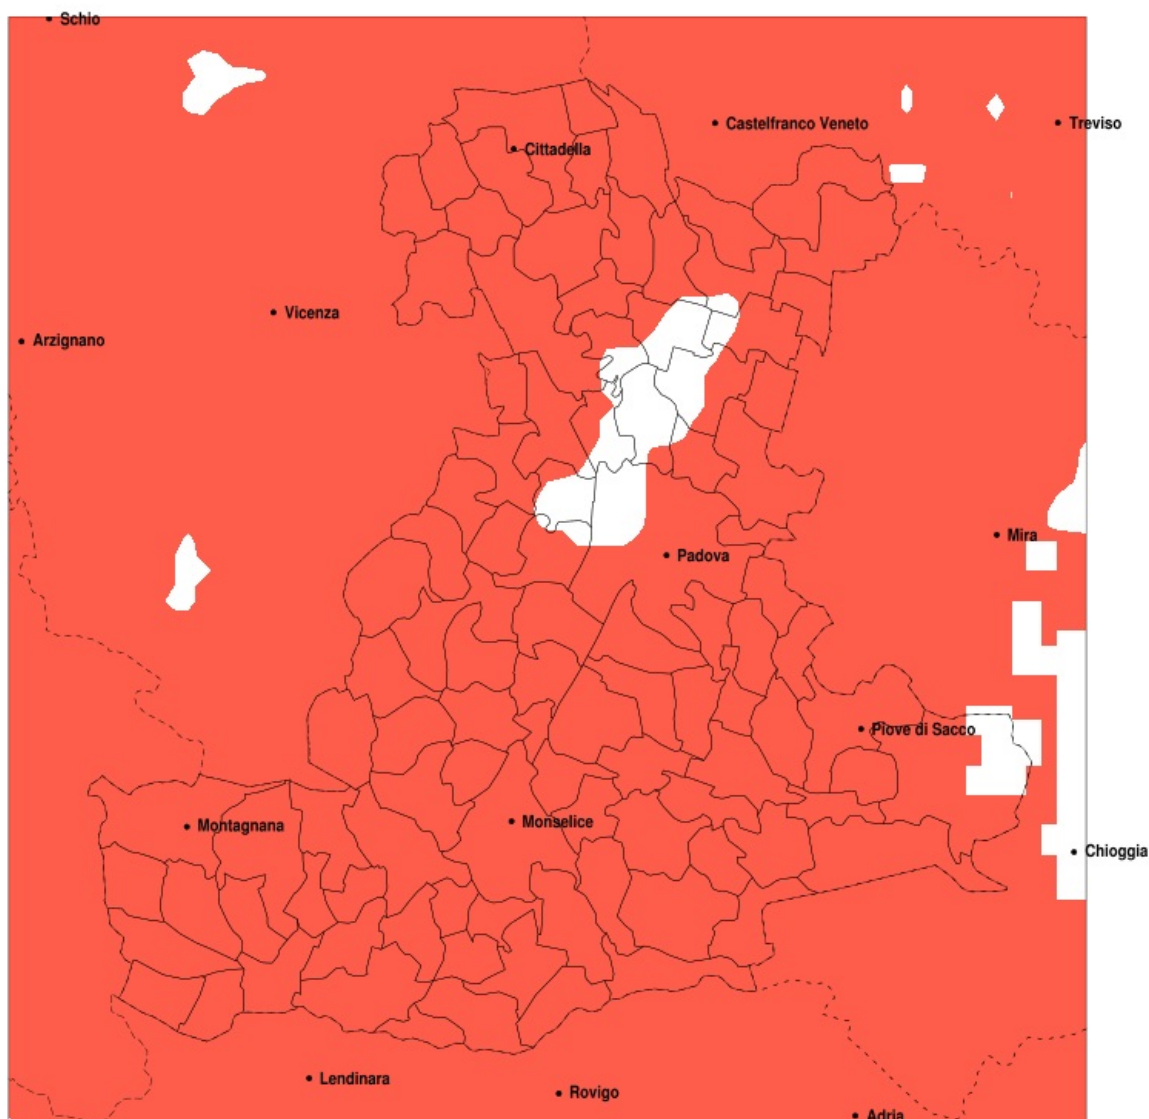 Schio
Castelfranco Veneto
Treviso
Cittadella
Vicenza
Arzignano
Mira
Padova
Piove di Sacco
Montagnana
Monselice
Chioggia
Lendinara
Rovigo
Adria